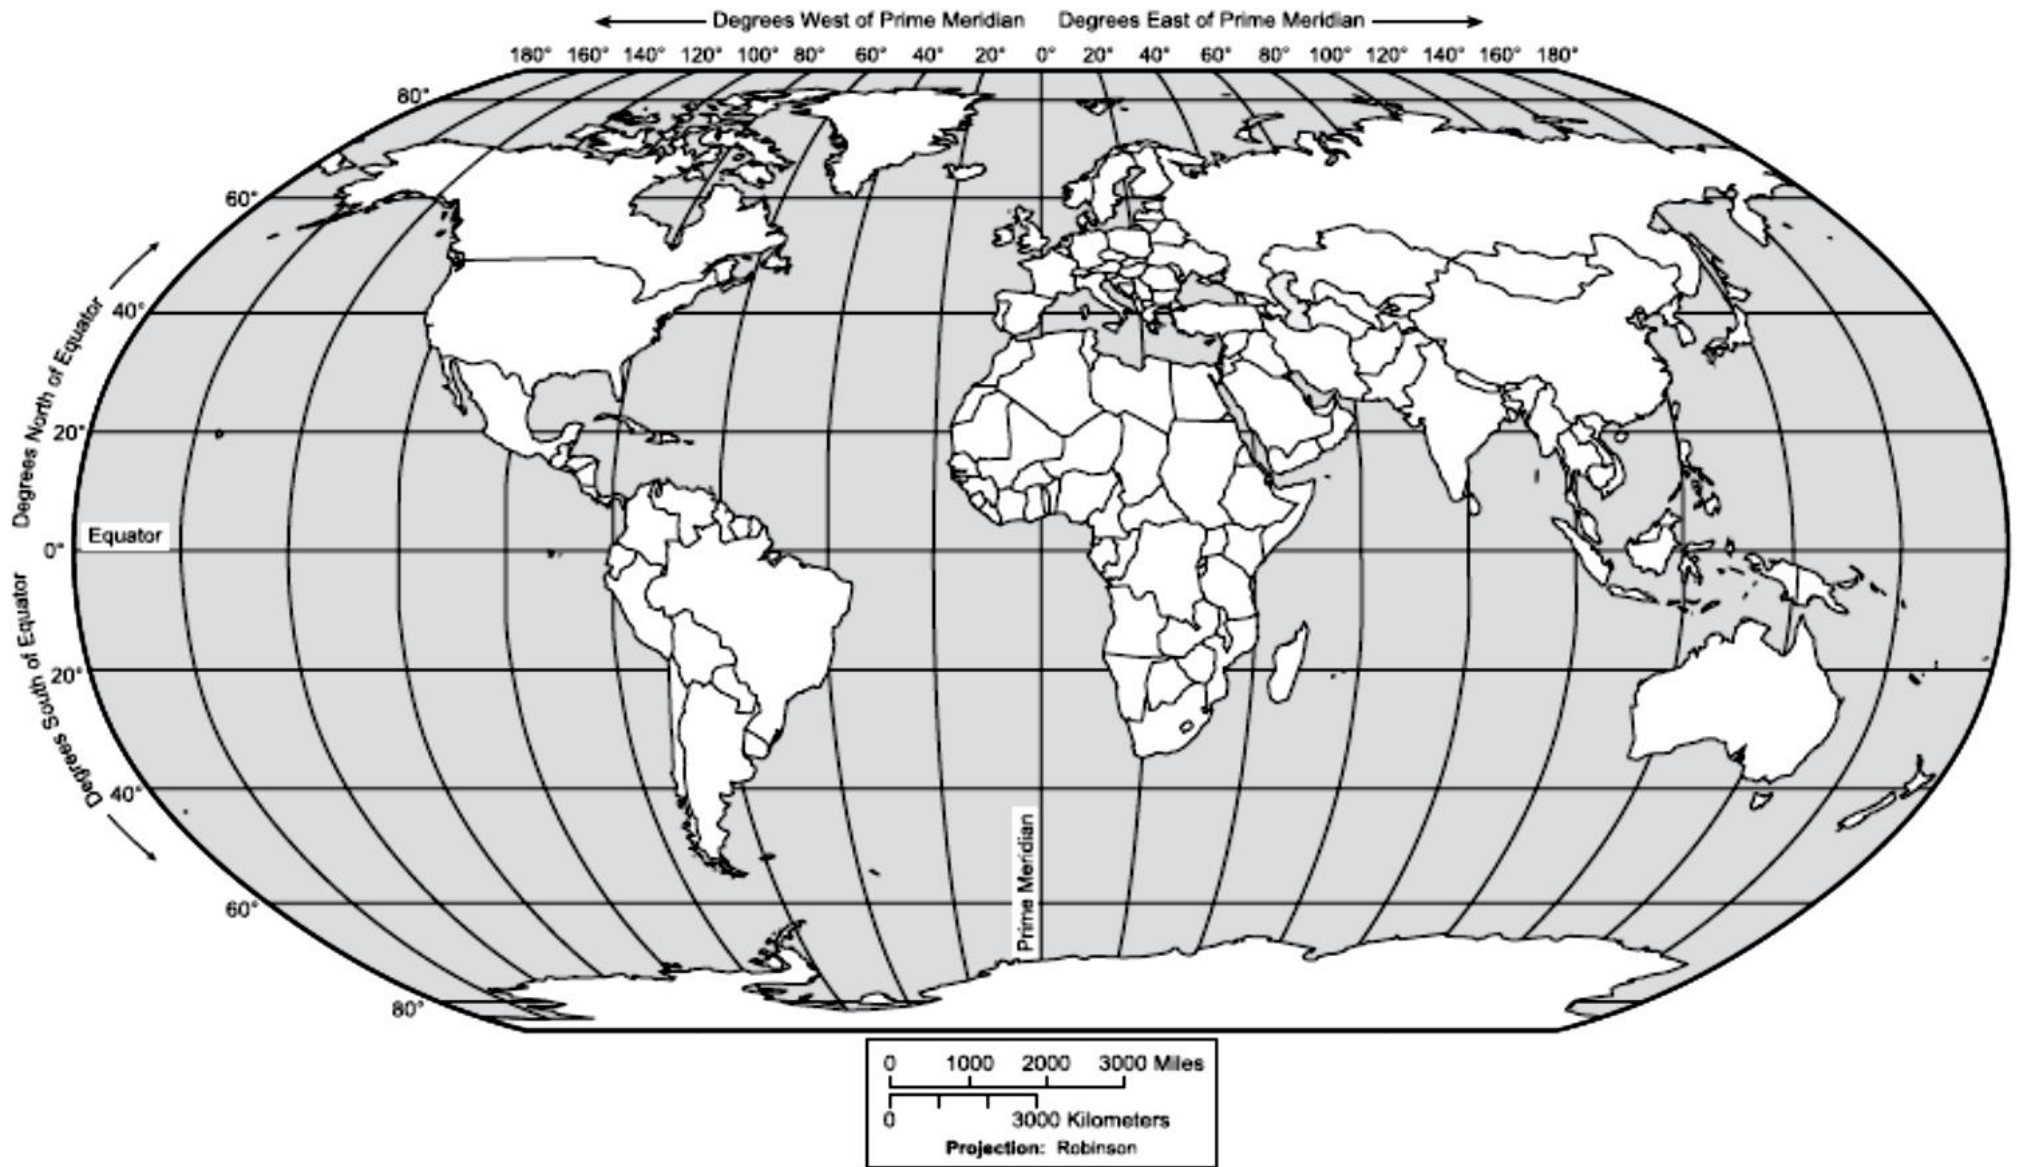 Degrees West of Prime Meridian Degrees East of Prime Meridian
180° 160° 140° 120° 100° 80° 60° 40° 20° 0° 20° 40° 60° 80° 100° 120° 140° 160° 180°
80°
60°
40°
20°
0°
20°
40°
60°
80°
Degrees North of Equator
Degrees South of Equator
Equator
Prime Meridian
0 1000 2000 3000 Miles
0 3000 Kilometers
Projection: Robinson